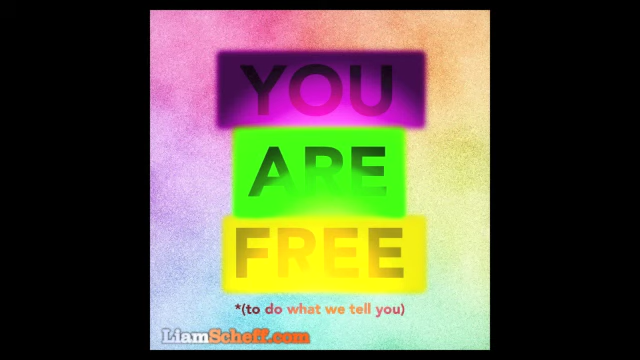 YOU
ARE
FREE
*(to do what we tell you)
LiamScheff.com